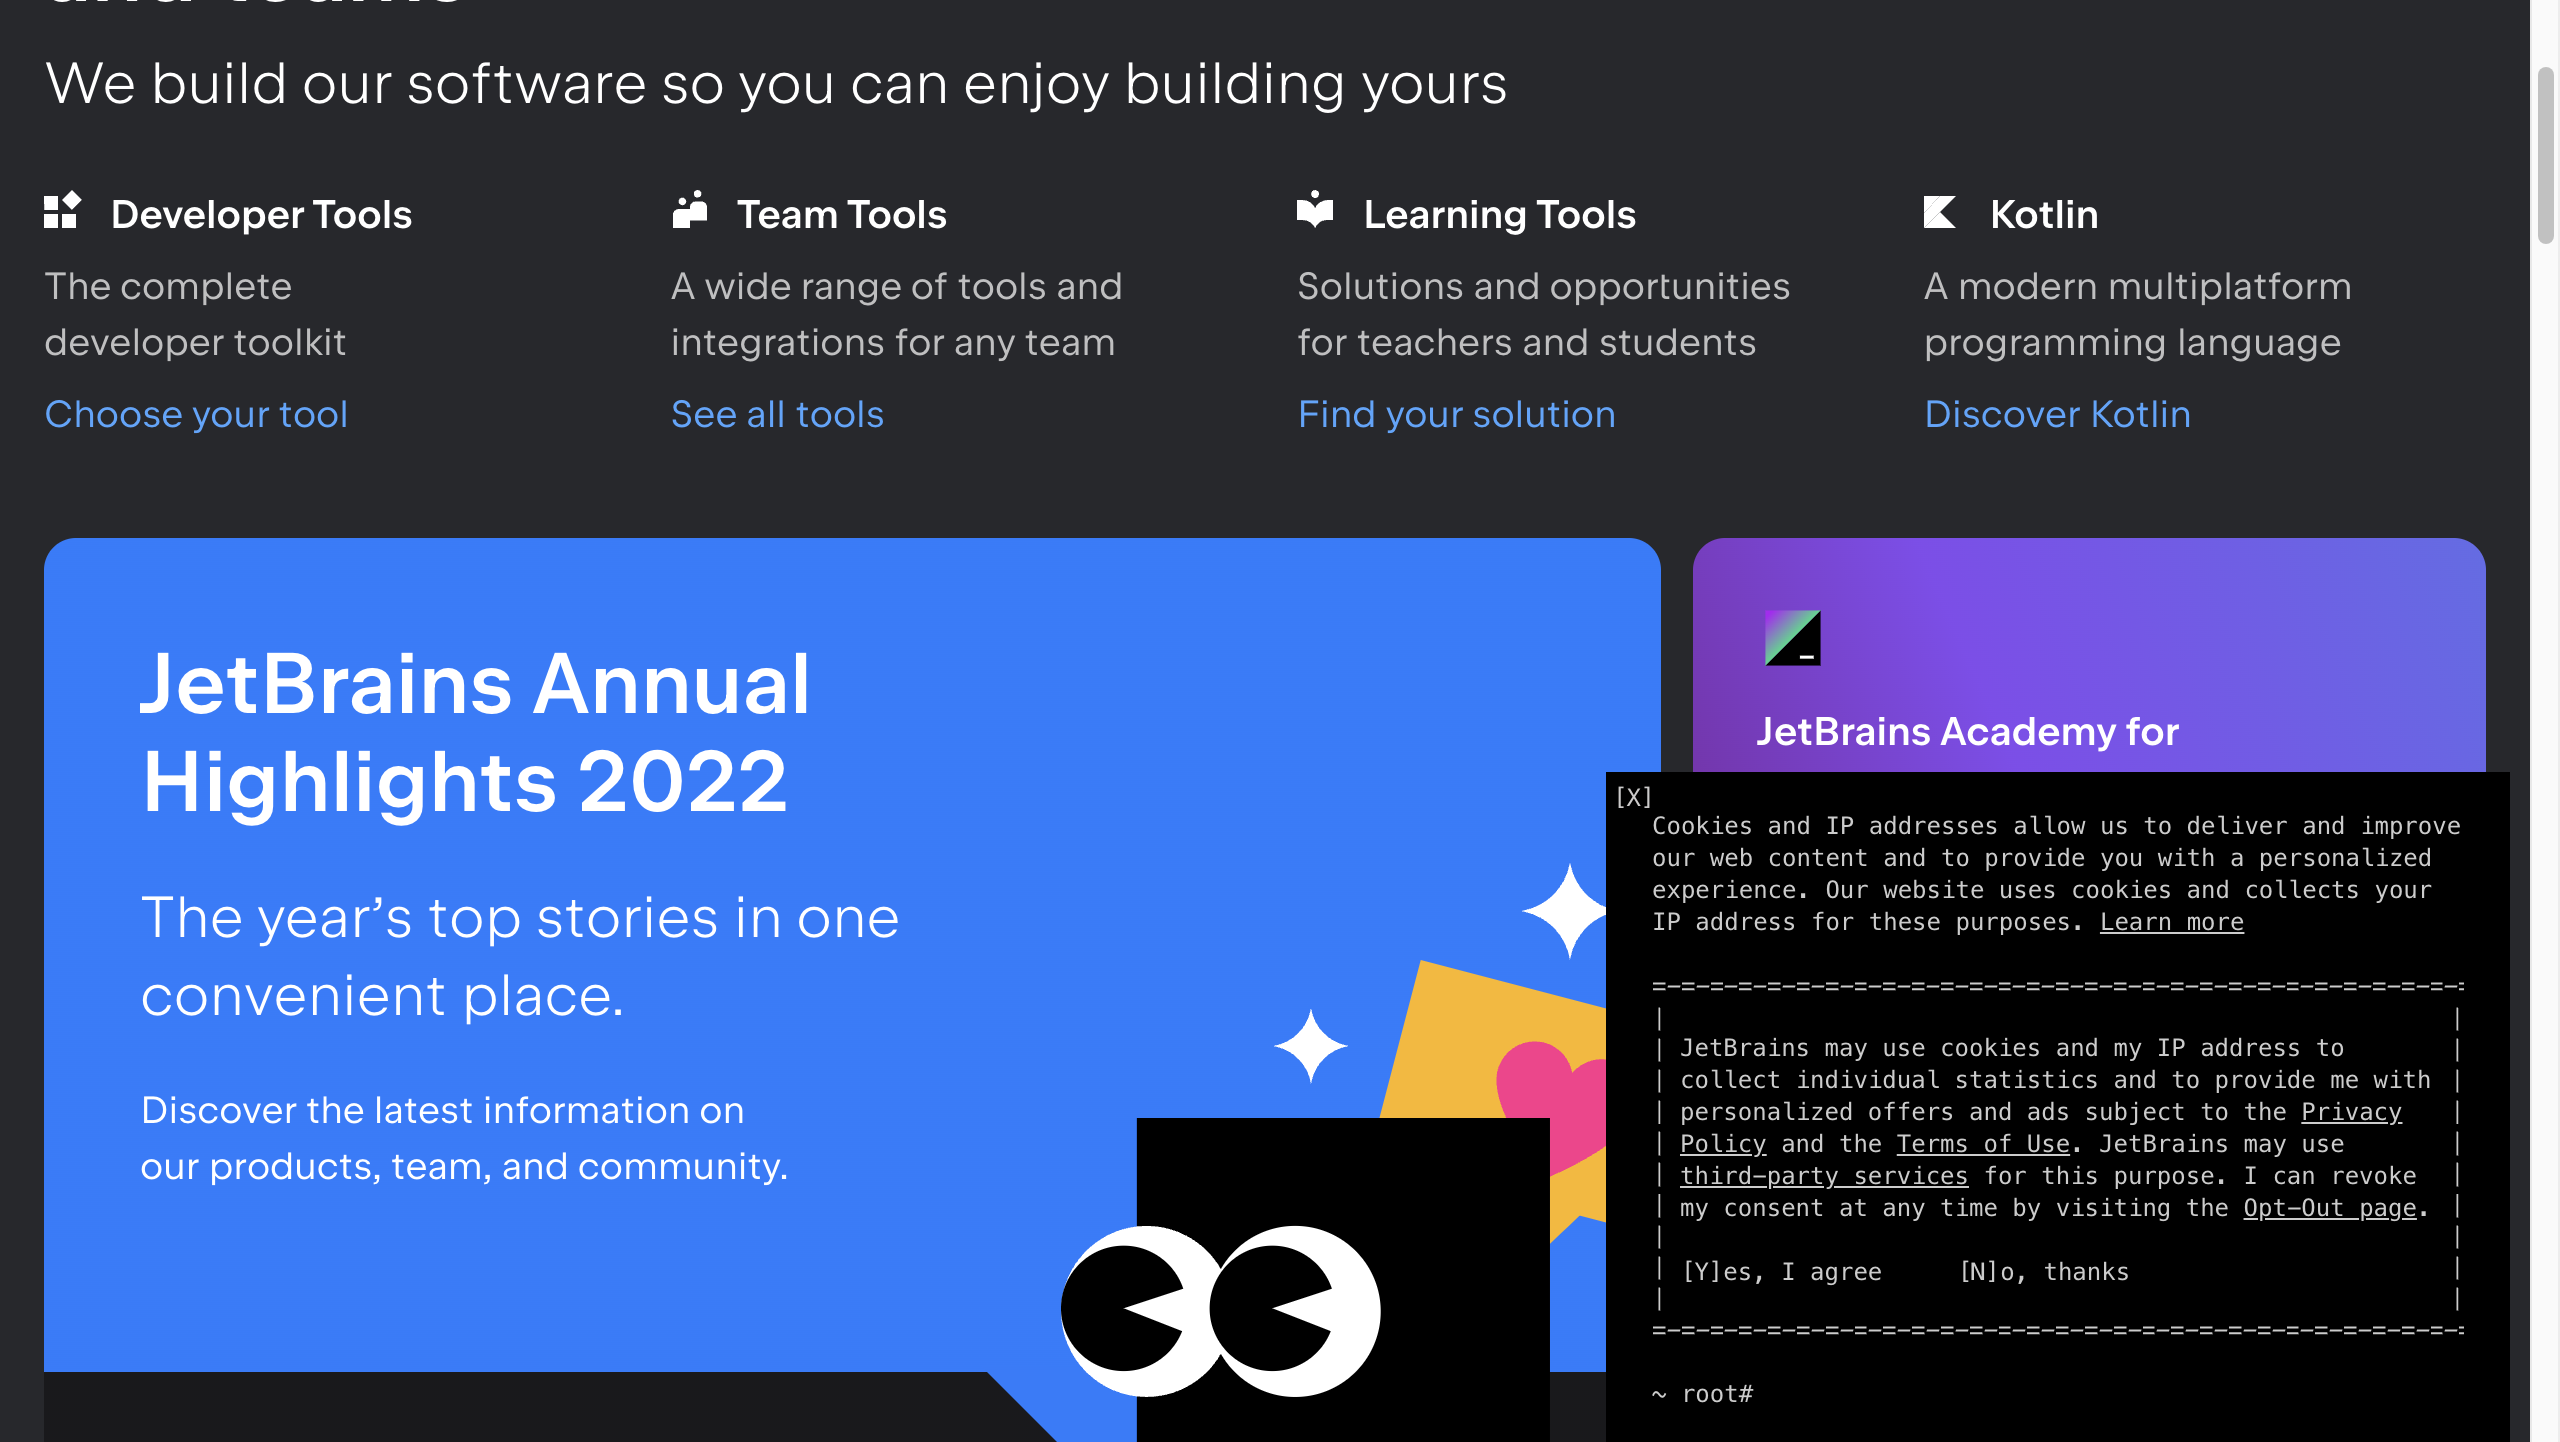 We build our software so you can enjoy building yours
Developer Tools
The complete
developer toolkit
Choose your tool
Team Tools
A wide range of tools and
integrations for any team
See all tools
Learning Tools
Solutions and opportunities
for teachers and students
Find your solution
Kotlin
A modern multiplatform
programming language
Discover Kotlin
JetBrains Annual
Highlights 2022
The year’s top stories in one
convenient place.
Discover the latest information on
our products, team, and community.
JetBrains Academy for
[X]
Cookies and IP addresses allow us to deliver and improve
our web content and to provide you with a personalized
experience. Our website uses cookies and collects your
IP address for these purposes. Learn more
JetBrains may use cookies and my IP address to
collect individual statistics and to provide me with
personalized offers and ads subject to the Privacy
Policy and the Terms of Use. JetBrains may use
third-party services for this purpose. I can revoke
my consent at any time by visiting the Opt-Out page.
[Y]es, I agree [N]o, thanks
~ root#